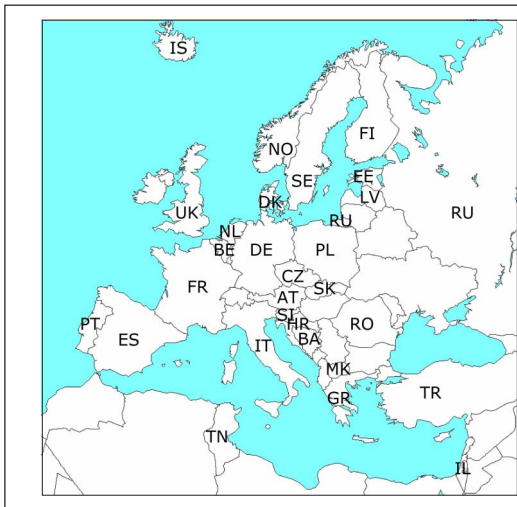 IS
FI
NO
SE
EE
LV
DK
RU
RU
UK
NL
BE
DE
PL
CZ
SK
FR
AT
SI
HR
RO
BA
PT
ES
IT
MK
GR
TR
TN
IL